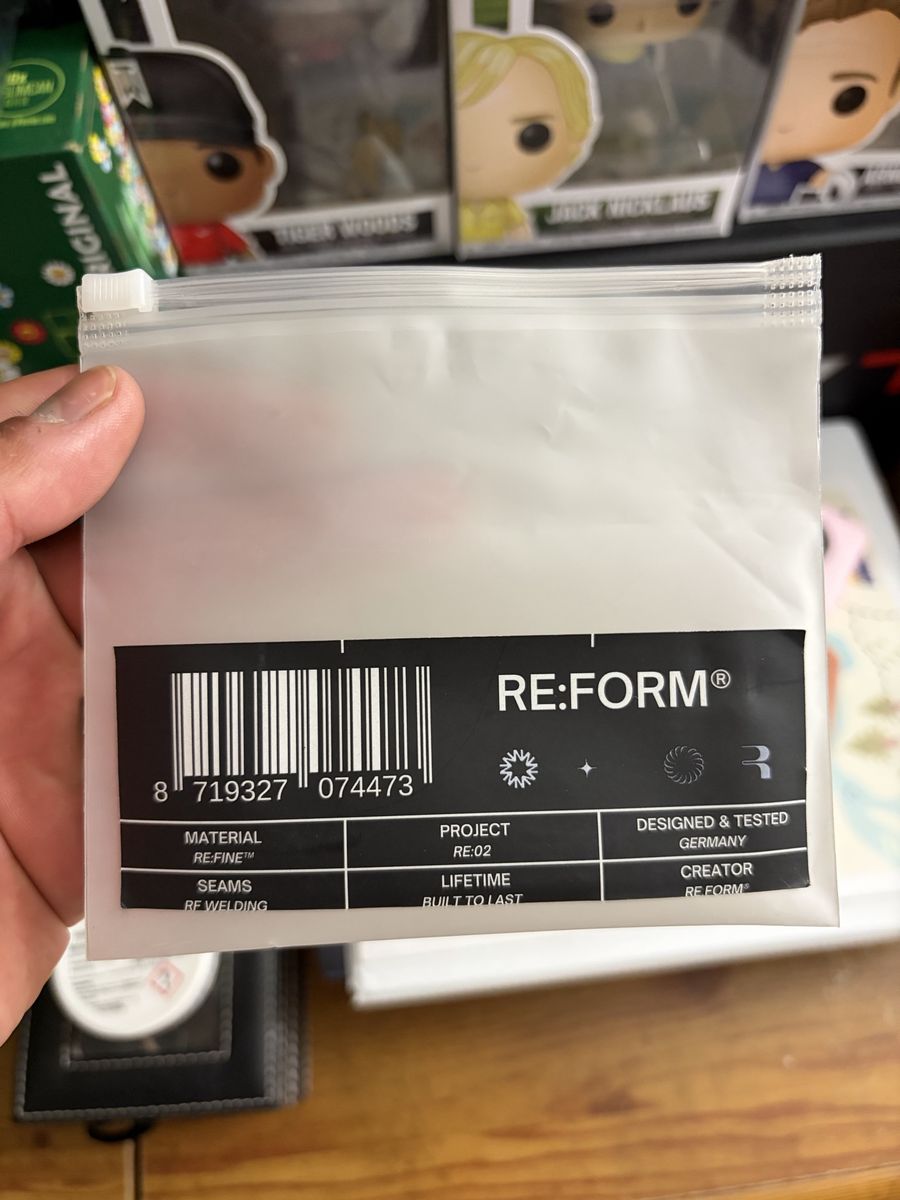 ORIGINAL
TIGER WOODS
JACK NICKLAUS
RE:FORM®
8 719327 074473
MATERIAL
RE:FINE™
PROJECT
RE:02
DESIGNED & TESTED
GERMANY
SEAMS
RF WELDING
LIFETIME
BUILT TO LAST
CREATOR
RE:FORM®